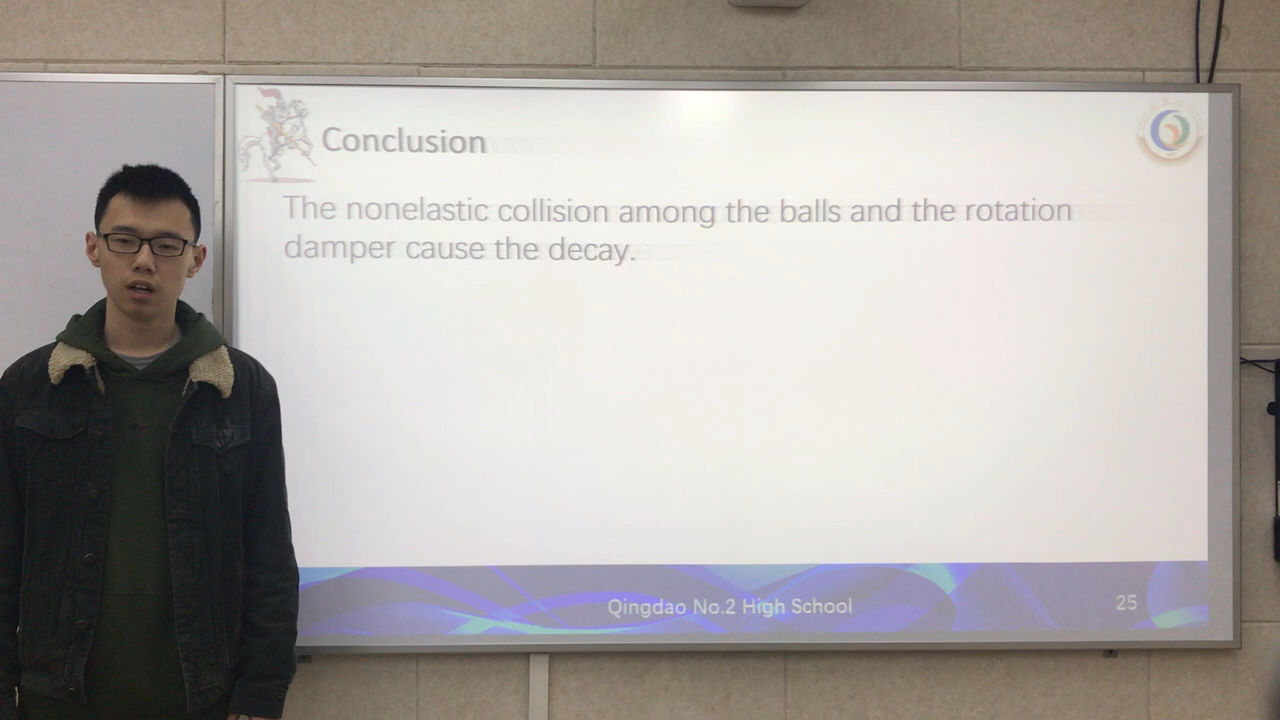 Conclusion
The nonelastic collision among the balls and the rotation
damper cause the decay.
Qingdao No.2 High School
25